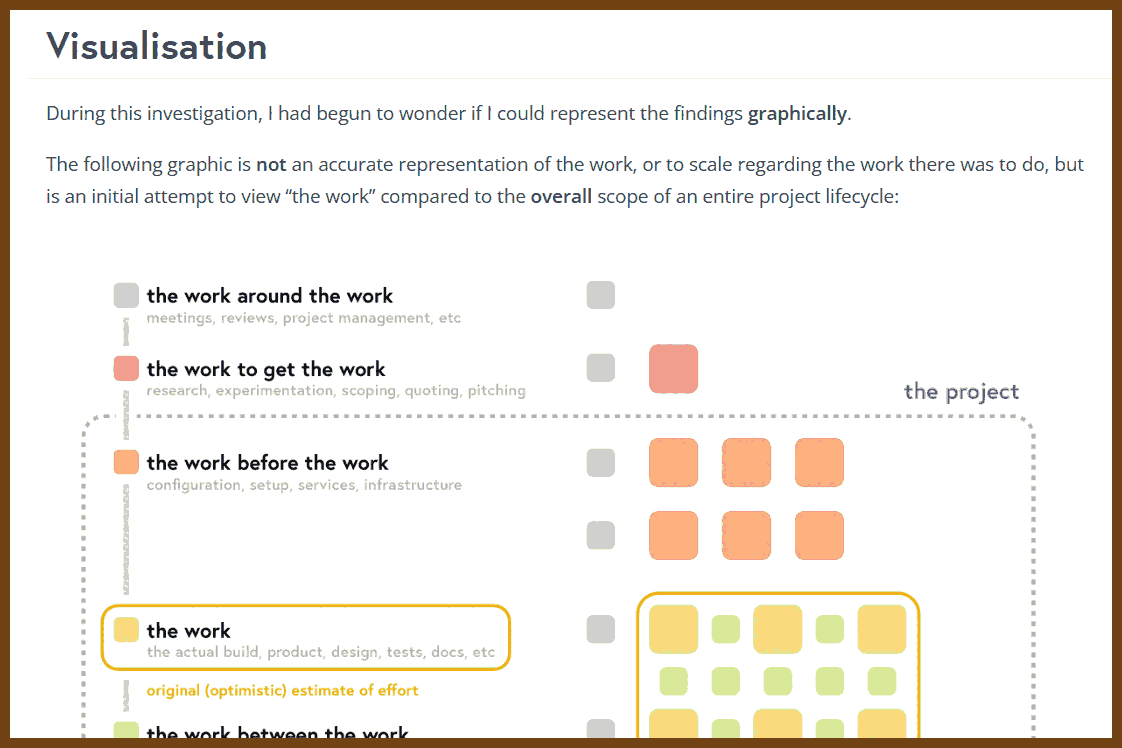 Visualisation
During this investigation, I had begun to wonder if I could represent the findings graphically.
The following graphic is not an accurate representation of the work, or to scale regarding the work there was to do, but
is an initial attempt to view “the work” compared to the overall scope of an entire project lifecycle:
the work around the work
meetings, reviews, project management, etc
the work to get the work
research, experimentation, scoping, quoting, pitching
the project
the work before the work
configuration, setup, services, infrastructure
the work
the actual build, product, design, tests, docs, etc
original (optimistic) estimate of effort
the work between the work